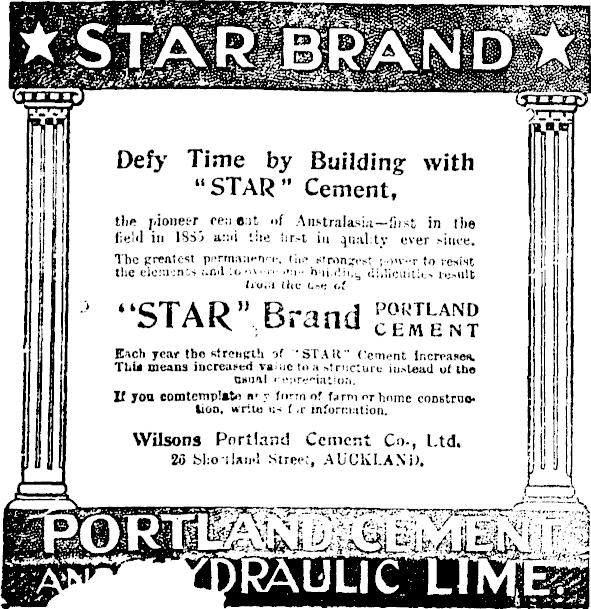 ★ STAR BRAND ★
Defy Time by Building with
"STAR" Cement,
the pioneer cement of Australasia—first in the
field in 1885 and the first in quality ever since.
The greatest permanence, the strongest power to resist
the elements and to overcome building difficulties result
from the use of
"STAR" Brand PORTLAND
CEMENT
Each year the strength of "STAR" Cement increases.
This means increased value to a structure instead of the
usual depreciation.
If you comtemplate any form of farm or home construc-
tion, write us for information.
Wilsons Portland Cement Co., Ltd.
26 Shortland Street, AUCKLAND.
PORTLAND CEMENT
AND HYDRAULIC LIME.